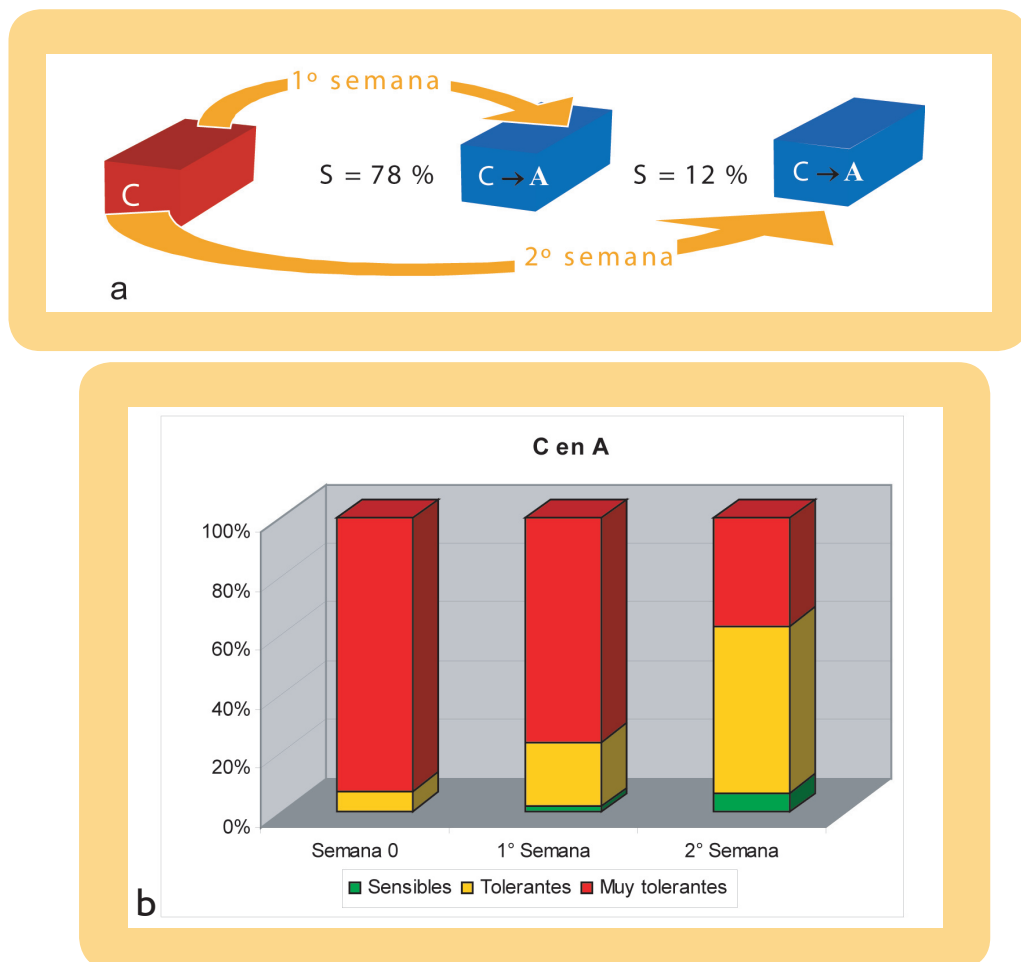 1º semana
C
S = 78 %
C → A
S = 12 %
C → A
2º semana
a
C en A
100%
80%
60%
40%
20%
0%
Semana 0
1° Semana
2° Semana
Sensibles
Tolerantes
Muy tolerantes
b